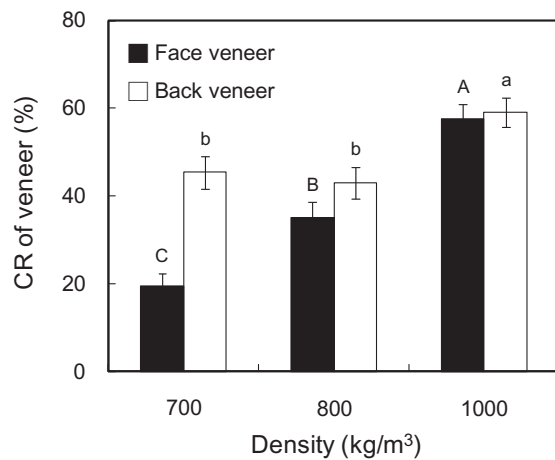 80
60
40
20
0
CR of veneer (%)
Face veneer
Back veneer
C
b
B
b
A
a
700
800
1000
Density (kg/m³)